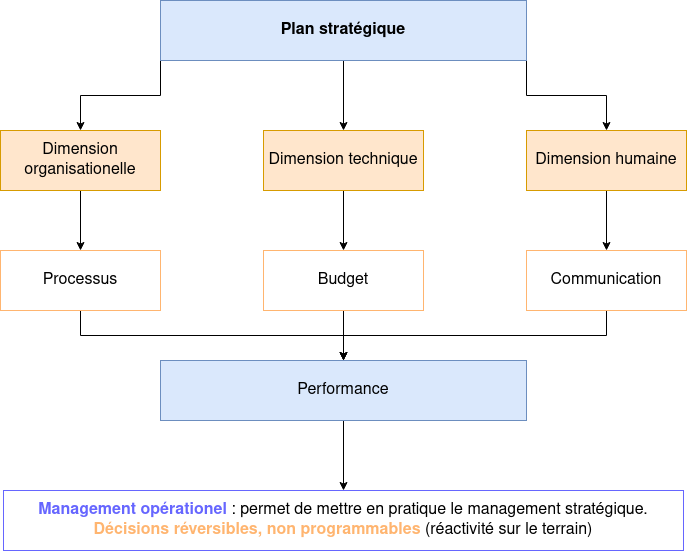 Plan stratégique
Dimension
organisationelle
Dimension technique
Dimension humaine
Processus
Budget
Communication
Performance
Management opérationel : permet de mettre en pratique le management stratégique.
Décisions réversibles, non programmables (réactivité sur le terrain)